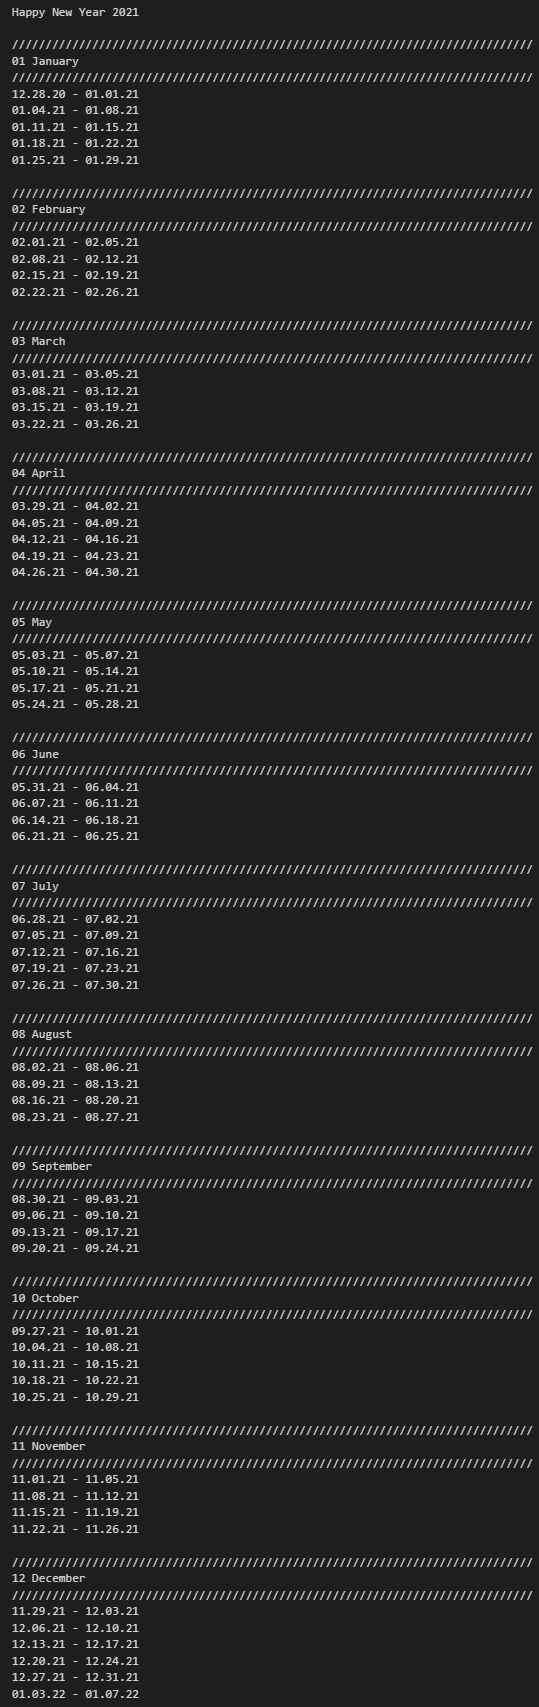 Happy New Year 2021
//////////////////////////////////////////////////////////////////////////////
01 January
//////////////////////////////////////////////////////////////////////////////
12.28.20 - 01.01.21
01.04.21 - 01.08.21
01.11.21 - 01.15.21
01.18.21 - 01.22.21
01.25.21 - 01.29.21
//////////////////////////////////////////////////////////////////////////////
02 February
//////////////////////////////////////////////////////////////////////////////
02.01.21 - 02.05.21
02.08.21 - 02.12.21
02.15.21 - 02.19.21
02.22.21 - 02.26.21
//////////////////////////////////////////////////////////////////////////////
03 March
//////////////////////////////////////////////////////////////////////////////
03.01.21 - 03.05.21
03.08.21 - 03.12.21
03.15.21 - 03.19.21
03.22.21 - 03.26.21
//////////////////////////////////////////////////////////////////////////////
04 April
//////////////////////////////////////////////////////////////////////////////
03.29.21 - 04.02.21
04.05.21 - 04.09.21
04.12.21 - 04.16.21
04.19.21 - 04.23.21
04.26.21 - 04.30.21
//////////////////////////////////////////////////////////////////////////////
05 May
//////////////////////////////////////////////////////////////////////////////
05.03.21 - 05.07.21
05.10.21 - 05.14.21
05.17.21 - 05.21.21
05.24.21 - 05.28.21
//////////////////////////////////////////////////////////////////////////////
06 June
//////////////////////////////////////////////////////////////////////////////
05.31.21 - 06.04.21
06.07.21 - 06.11.21
06.14.21 - 06.18.21
06.21.21 - 06.25.21
//////////////////////////////////////////////////////////////////////////////
07 July
//////////////////////////////////////////////////////////////////////////////
06.28.21 - 07.02.21
07.05.21 - 07.09.21
07.12.21 - 07.16.21
07.19.21 - 07.23.21
07.26.21 - 07.30.21
//////////////////////////////////////////////////////////////////////////////
08 August
//////////////////////////////////////////////////////////////////////////////
08.02.21 - 08.06.21
08.09.21 - 08.13.21
08.16.21 - 08.20.21
08.23.21 - 08.27.21
//////////////////////////////////////////////////////////////////////////////
09 September
//////////////////////////////////////////////////////////////////////////////
08.30.21 - 09.03.21
09.06.21 - 09.10.21
09.13.21 - 09.17.21
09.20.21 - 09.24.21
//////////////////////////////////////////////////////////////////////////////
10 October
//////////////////////////////////////////////////////////////////////////////
09.27.21 - 10.01.21
10.04.21 - 10.08.21
10.11.21 - 10.15.21
10.18.21 - 10.22.21
10.25.21 - 10.29.21
//////////////////////////////////////////////////////////////////////////////
11 November
//////////////////////////////////////////////////////////////////////////////
11.01.21 - 11.05.21
11.08.21 - 11.12.21
11.15.21 - 11.19.21
11.22.21 - 11.26.21
//////////////////////////////////////////////////////////////////////////////
12 December
//////////////////////////////////////////////////////////////////////////////
11.29.21 - 12.03.21
12.06.21 - 12.10.21
12.13.21 - 12.17.21
12.20.21 - 12.24.21
12.27.21 - 12.31.21
01.03.22 - 01.07.22